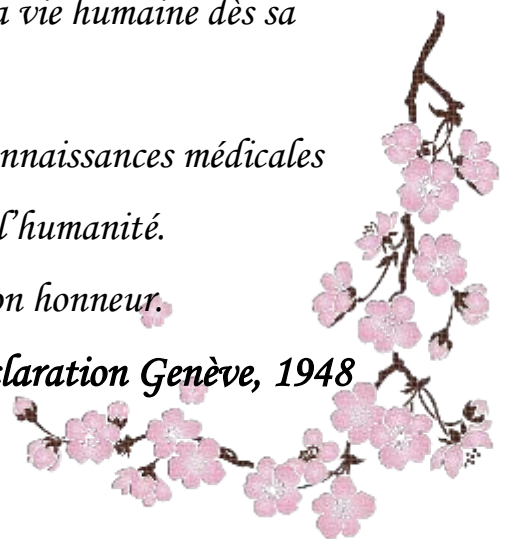 a vie humaine dès sa
nnaissances médicales
l'humanité.
on honneur.
claration Genève, 1948